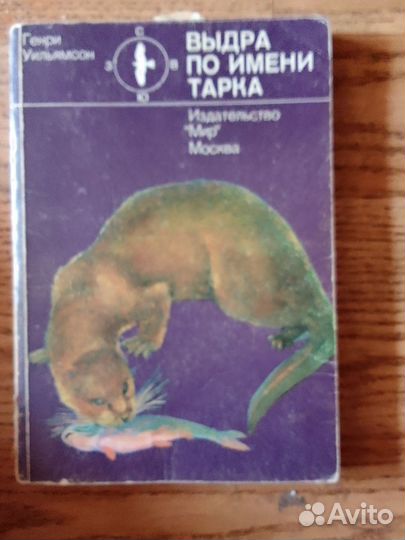 Генри
Уильямсон
С
З
В
Ю
ВЫДРА
ПО ИМЕНИ
ТАРКА
Издательство
"Мир"
Москва
Avito